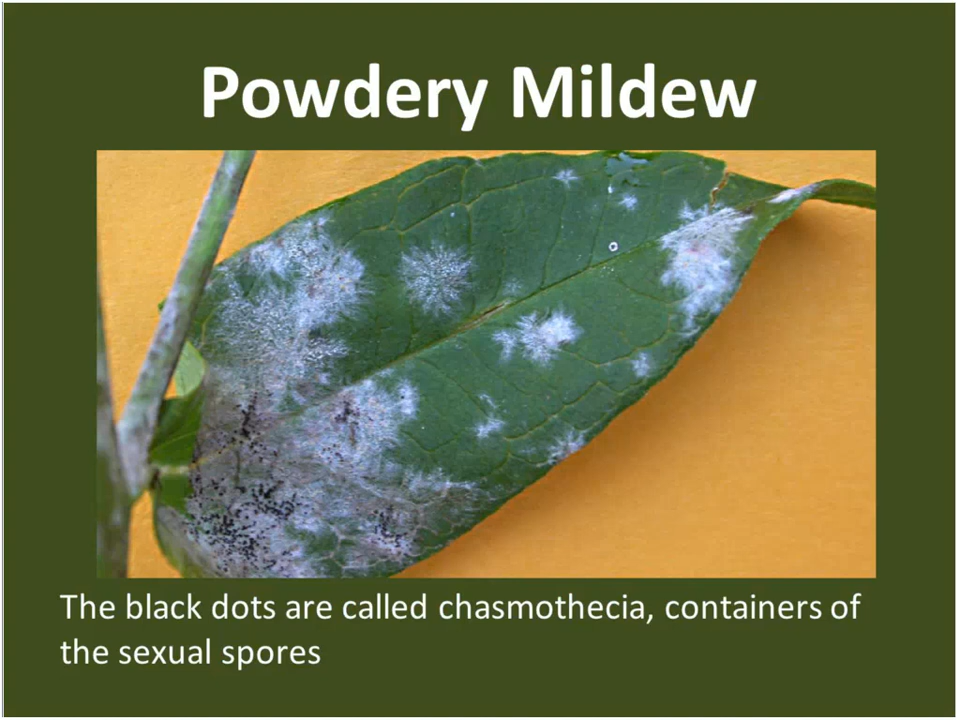 Powdery Mildew
The black dots are called chasmothecia, containers of
the sexual spores